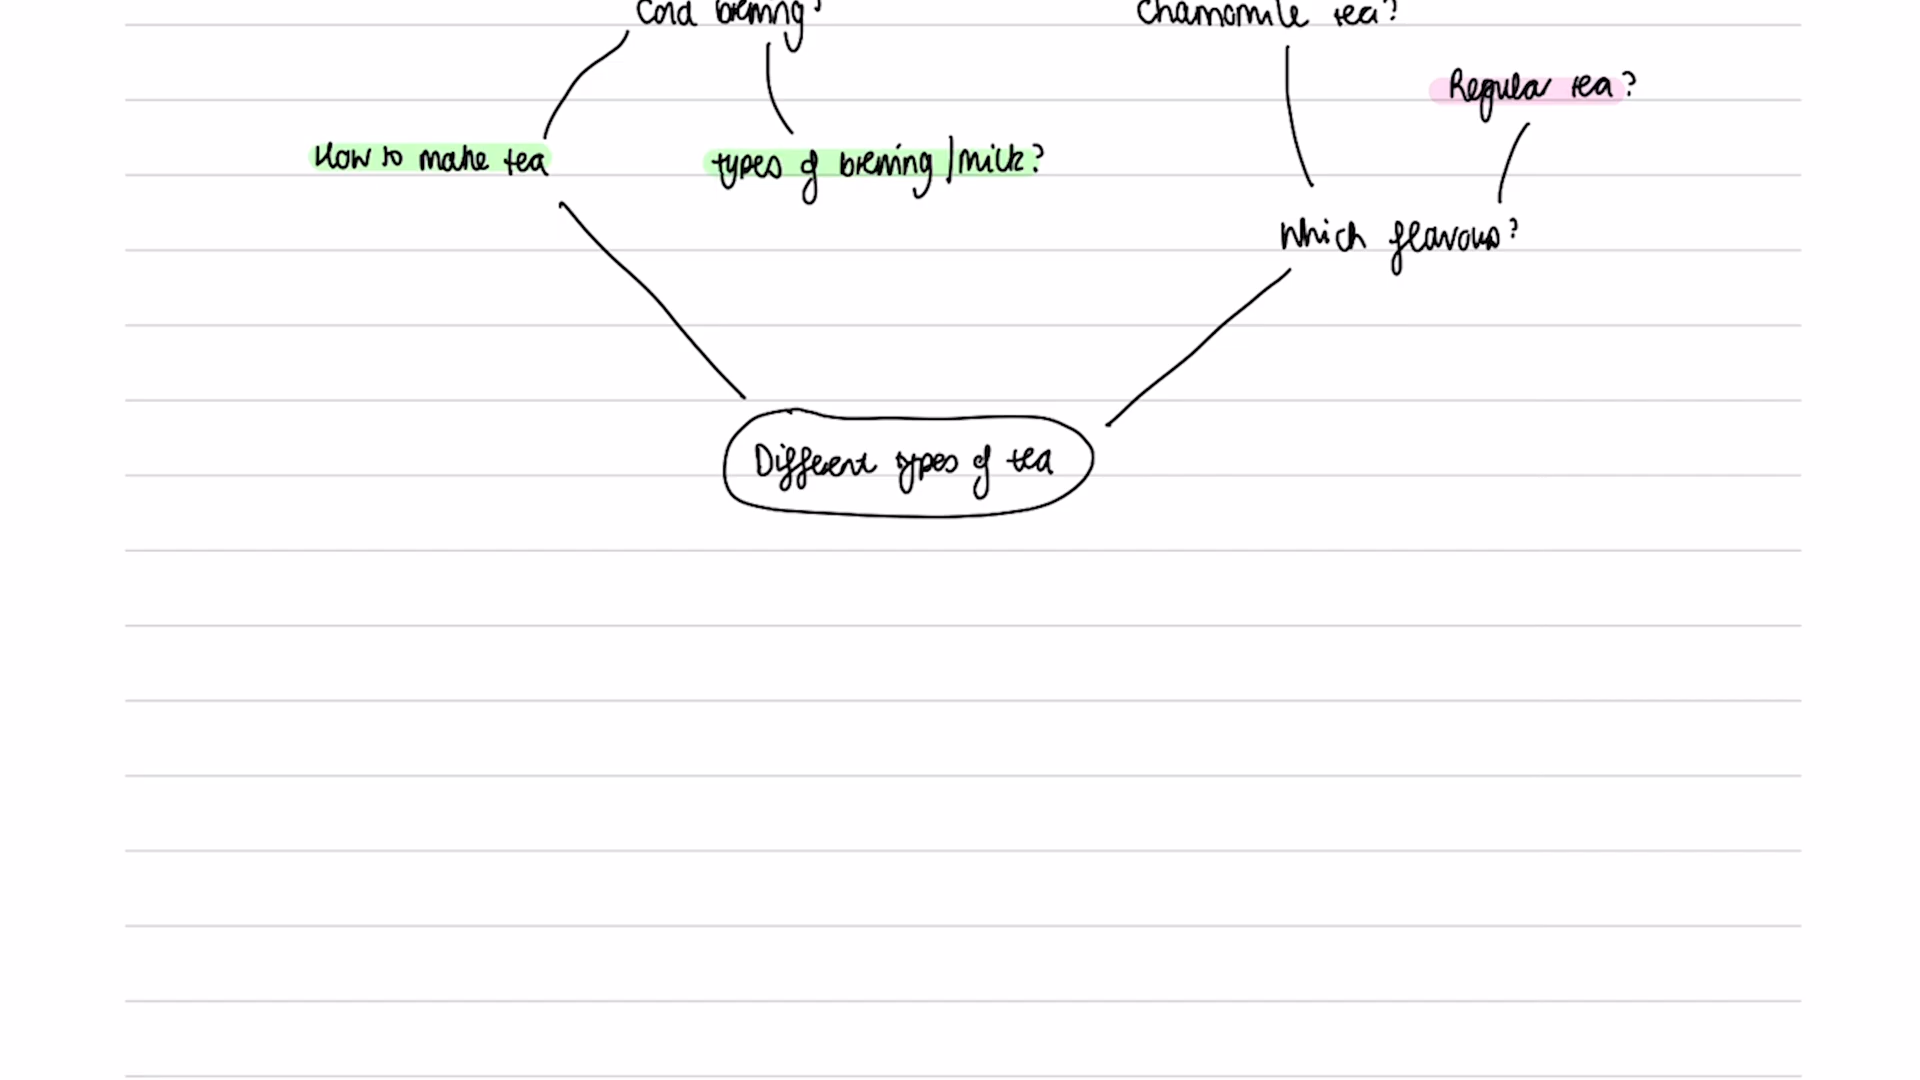 Cold brewing?
Chamomile tea?
Regular tea?
How to make tea
types of brewing/milk?
Which flavours?
Different types of tea